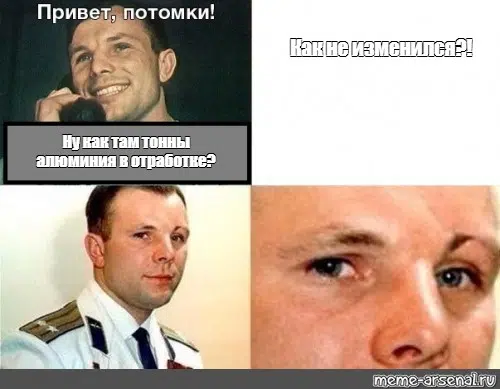 Привет, потомки!
Как не изменился?!
Ну как там тонны
алюминия в отработке?
meme-arsenal.ru